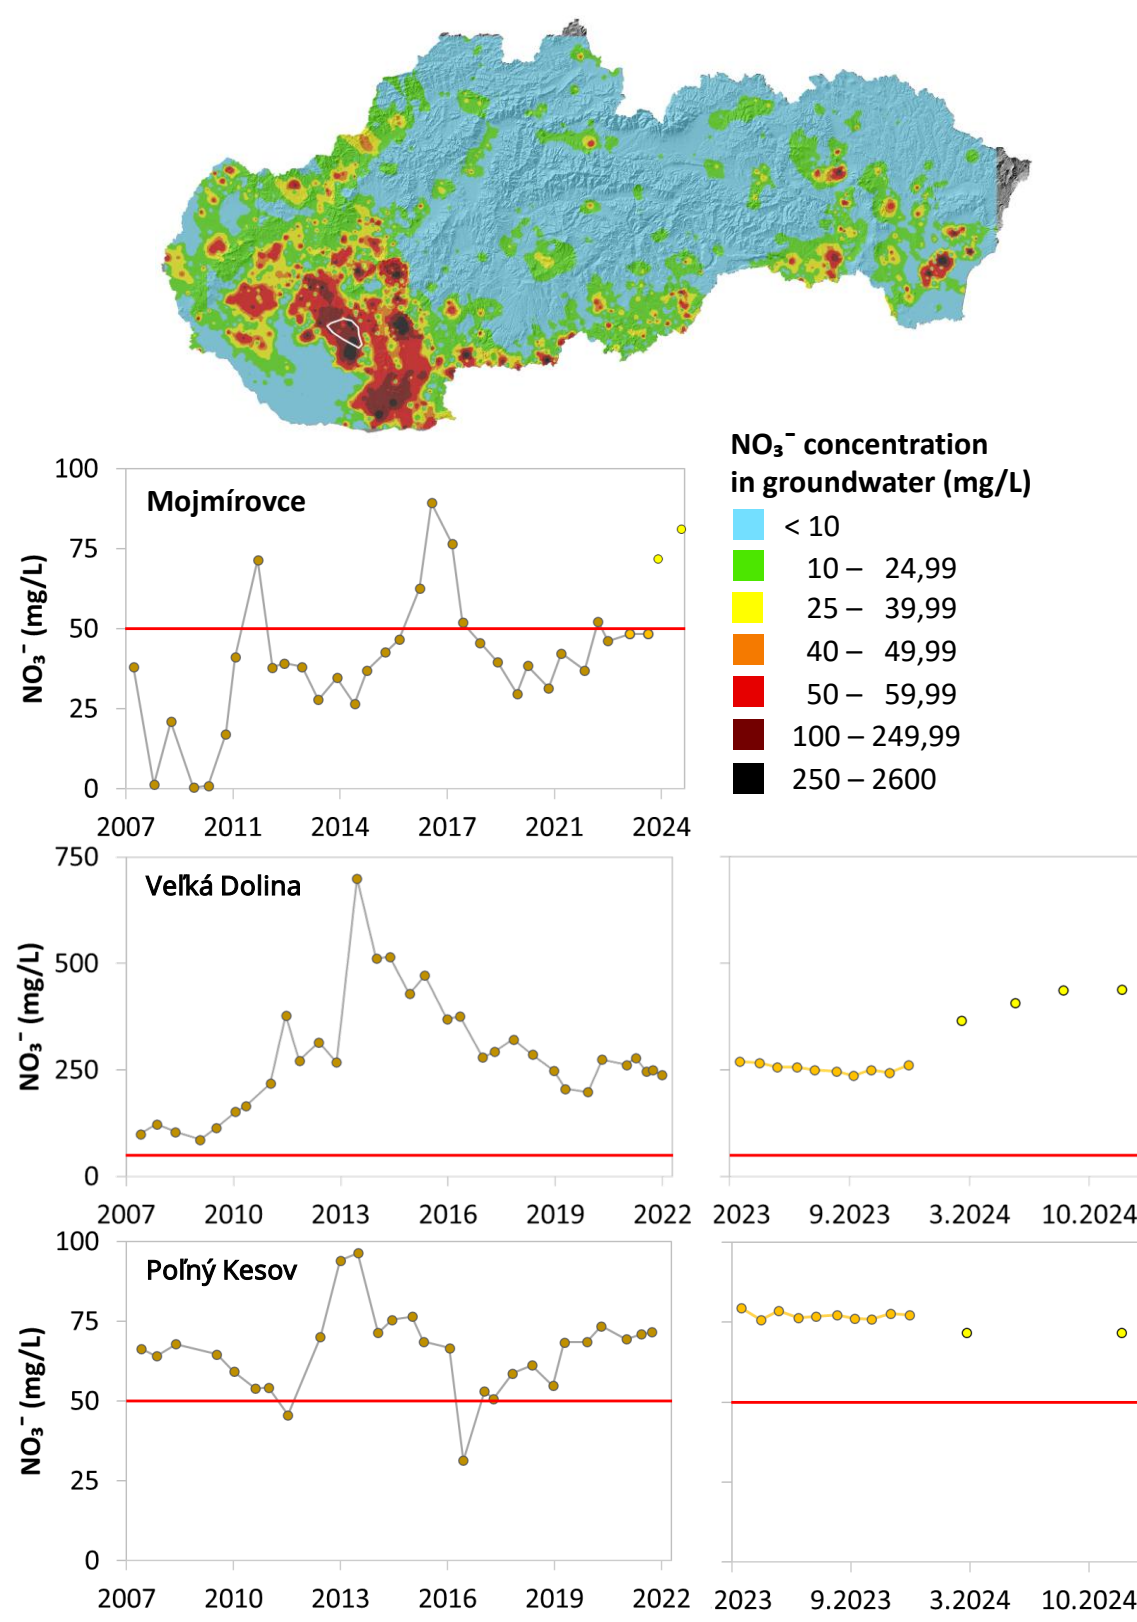 NO₃⁻ concentration
in groundwater (mg/L)
< 10
10 – 24,99
25 – 39,99
40 – 49,99
50 – 59,99
100 – 249,99
250 – 2600
Mojmírovce
NO₃⁻ (mg/L)
100
75
50
25
0
2007 2011 2014 2017 2021 2024
Veľká Dolina
NO₃⁻ (mg/L)
750
500
250
0
2007 2010 2013 2016 2019 2022
2023 9.2023 3.2024 10.2024
Poľný Kesov
NO₃⁻ (mg/L)
100
75
50
25
0
2007 2010 2013 2016 2019 2022
.2023 9.2023 3.2024 10.2024